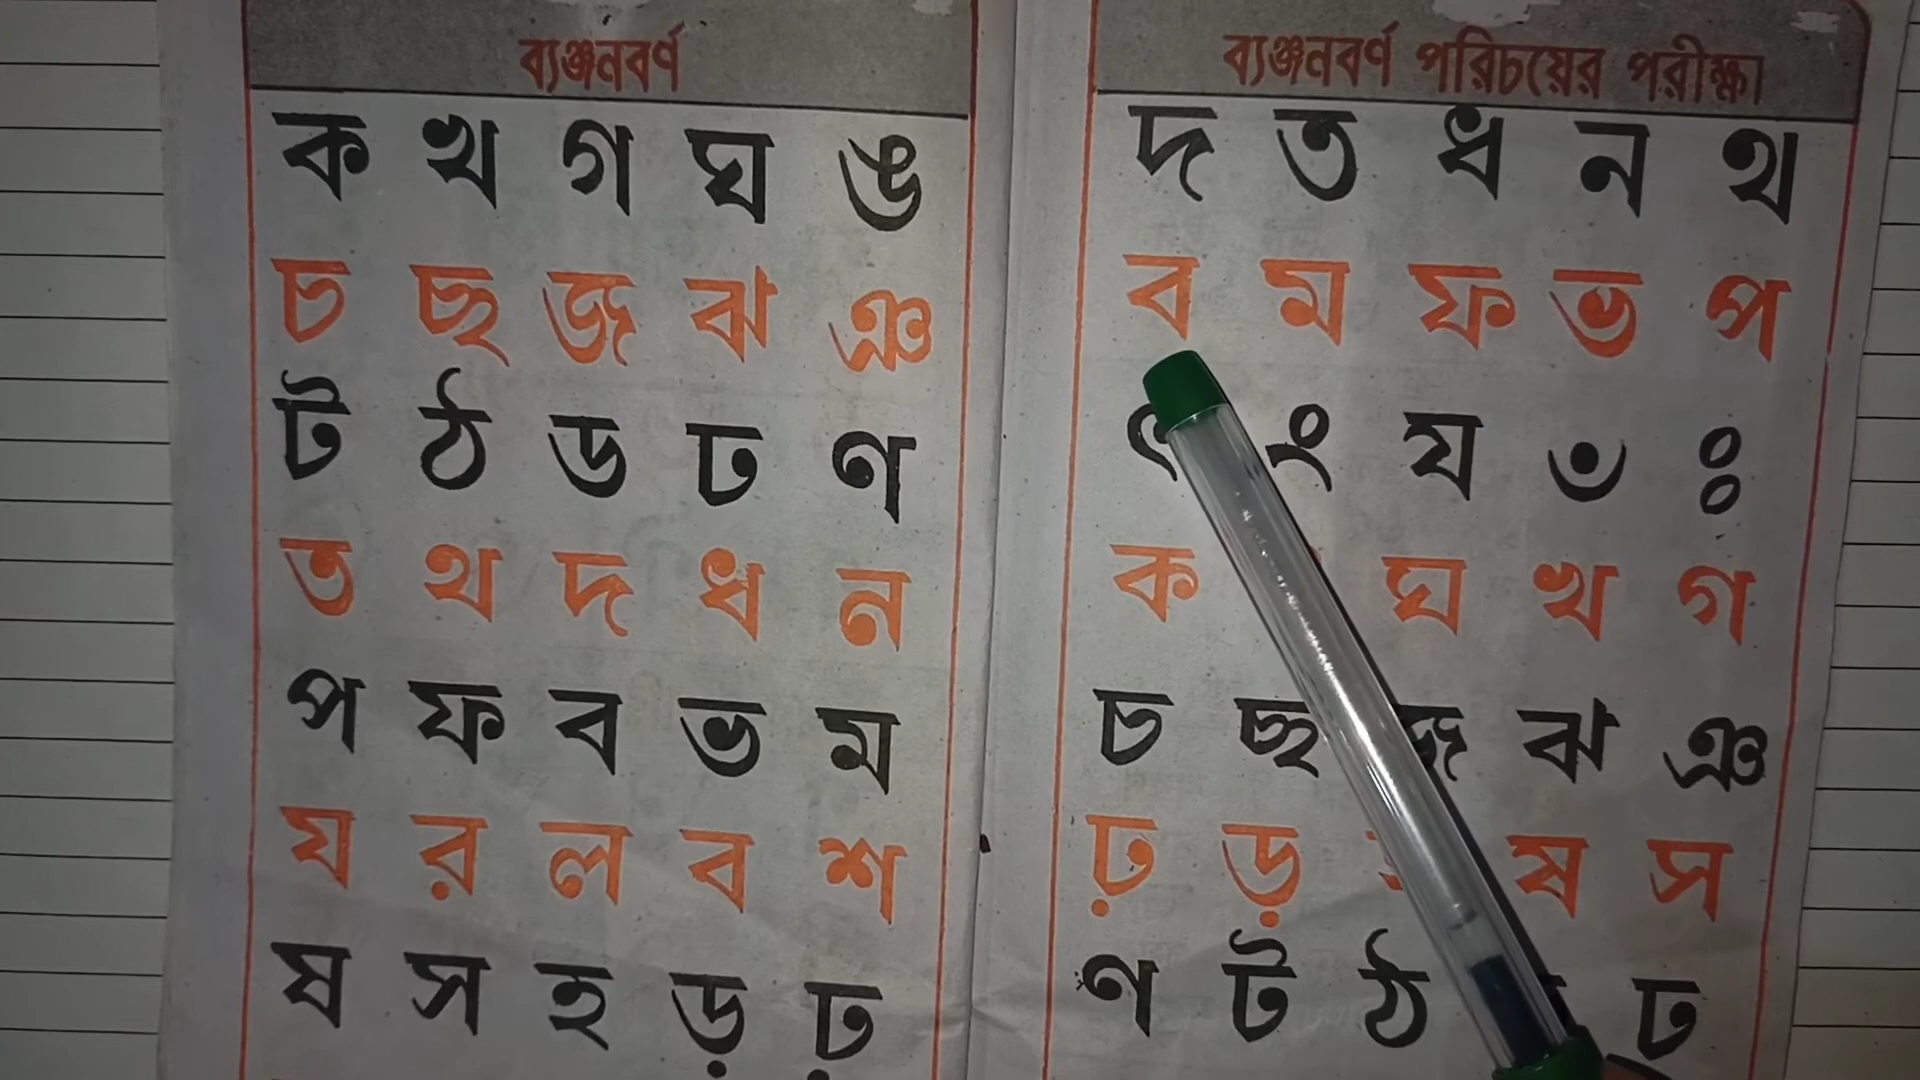 ব্যঞ্জনবর্ণ
ক খ গ ঘ ঙ
চ ছ জ ঝ ঞ
ট ঠ ড ঢ ণ
ত থ দ ধ ন
প ফ ব ভ ম
য র ল ব শ
ষ স হ ড় ঢ়
ব্যঞ্জনবর্ণ পরিচয়ের পরীক্ষা
দ ত ধ ন থ
ব ম ফ ভ প
ং য ঁ ঃ
ক ঘ খ গ
চ ছ জ ঝ ঞ
ঢ় ড় ষ স
ণ ট ঠ ঢ